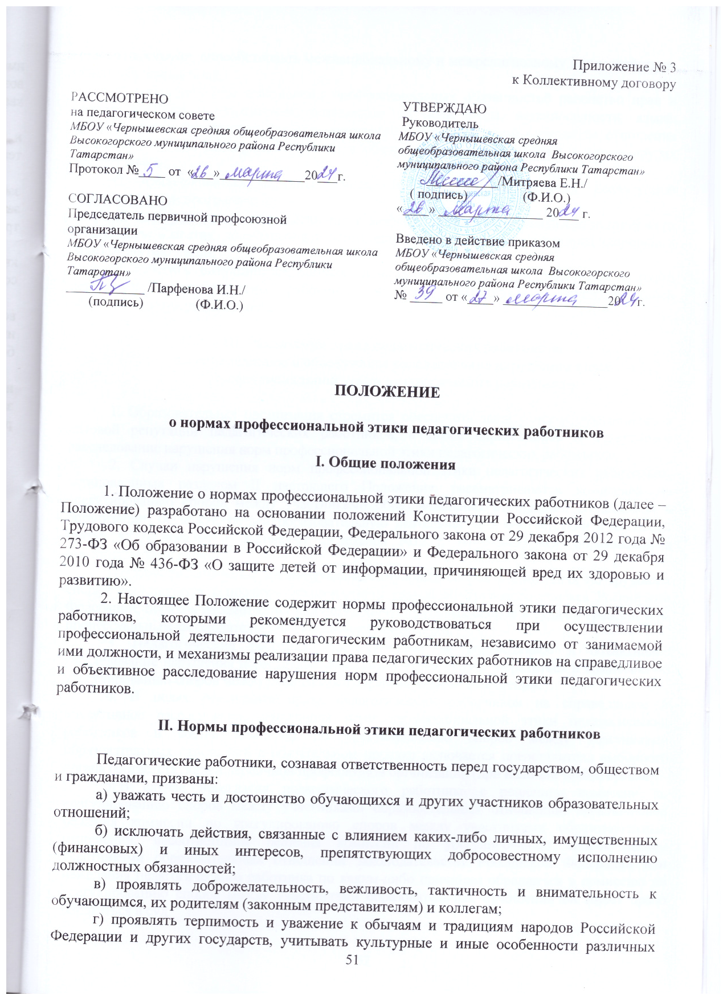 Приложение № 3
к Коллективному договору
РАССМОТРЕНО
на педагогическом совете
МБОУ «Чернышевская средняя общеобразовательная школа
Высокогорского муниципального района Республики
Татарстан»
Протокол № 5 от «26» марта 2024г.
СОГЛАСОВАНО
Председатель первичной профсоюзной
организации
МБОУ «Чернышевская средняя общеобразовательная школа
Высокогорского муниципального района Республики
Татарстан»
/Парфенова И.Н./
(подпись) (Ф.И.О.)
УТВЕРЖДАЮ
Руководитель
МБОУ «Чернышевская средняя
общеобразовательная школа Высокогорского
муниципального района Республики Татарстан»
/Митряева Е.Н./
( подпись) (Ф.И.О.)
«26» марта 2024 г.
Введено в действие приказом
МБОУ «Чернышевская средняя
общеобразовательная школа Высокогорского
муниципального района Республики Татарстан»
№ 39 от «27» марта 2024г.
ПОЛОЖЕНИЕ
о нормах профессиональной этики педагогических работников
I. Общие положения
1. Положение о нормах профессиональной этики педагогических работников (далее –
Положение) разработано на основании положений Конституции Российской Федерации,
Трудового кодекса Российской Федерации, Федерального закона от 29 декабря 2012 года №
273-ФЗ «Об образовании в Российской Федерации» и Федерального закона от 29 декабря
2010 года № 436-ФЗ «О защите детей от информации, причиняющей вред их здоровью и
развитию».
2. Настоящее Положение содержит нормы профессиональной этики педагогических
работников, которыми рекомендуется руководствоваться при осуществлении
профессиональной деятельности педагогическим работникам, независимо от занимаемой
ими должности, и механизмы реализации права педагогических работников на справедливое
и объективное расследование нарушения норм профессиональной этики педагогических
работников.
II. Нормы профессиональной этики педагогических работников
Педагогические работники, сознавая ответственность перед государством, обществом
и гражданами, призваны:
а) уважать честь и достоинство обучающихся и других участников образовательных
отношений;
б) исключать действия, связанные с влиянием каких-либо личных, имущественных
(финансовых) и иных интересов, препятствующих добросовестному исполнению
должностных обязанностей;
в) проявлять доброжелательность, вежливость, тактичность и внимательность к
обучающимся, их родителям (законным представителям) и коллегам;
г) проявлять терпимость и уважение к обычаям и традициям народов Российской
Федерации и других государств, учитывать культурные и иные особенности различных
51